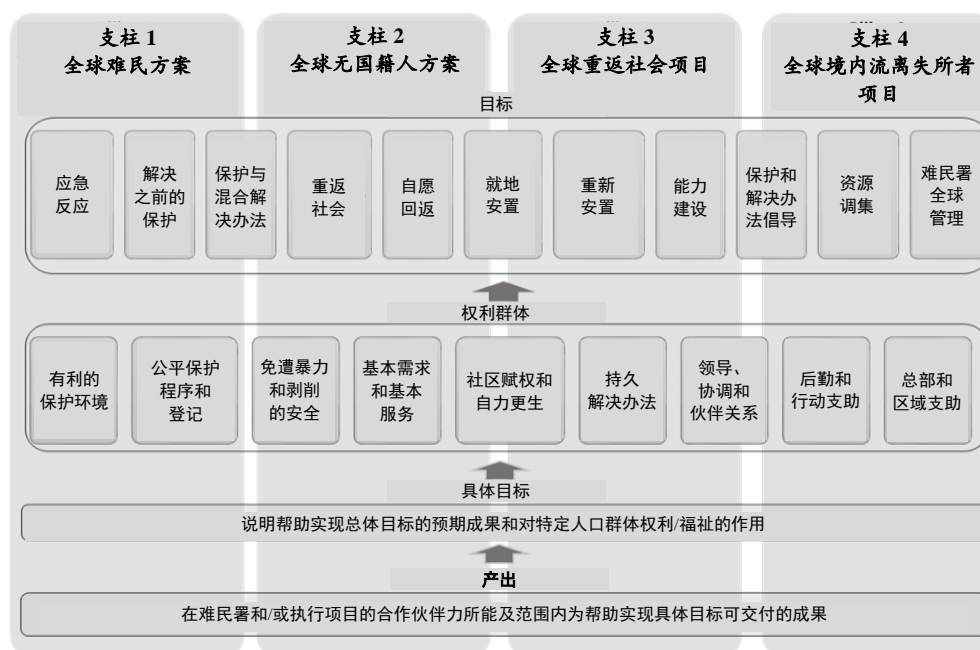 支柱 1
全球难民方案
支柱 2
全球无国籍人方案
支柱 3
全球重返社会项目
支柱 4
全球境内流离失所者
项目
目标
应急
反应
解决
之前的
保护
保护与
混合解
决办法
重返
社会
自愿
回返
就地
安置
重新
安置
能力
建设
保护和
解决办
法倡导
资源
调集
难民署
全球
管理
权利群体
有利的
保护环境
公平保护
程序和
登记
免遭暴力
和剥削
的安全
基本需求
和基本
服务
社区赋权和
自力更生
持久
解决办法
领导、
协调和
伙伴关系
后勤和
行动支助
总部和
区域支助
具体目标
说明帮助实现总体目标的预期成果和对特定人口群体权利/福祉的作用
产出
在难民署和/或执行项目的合作伙伴力所能及范围内为帮助实现具体目标可交付的成果